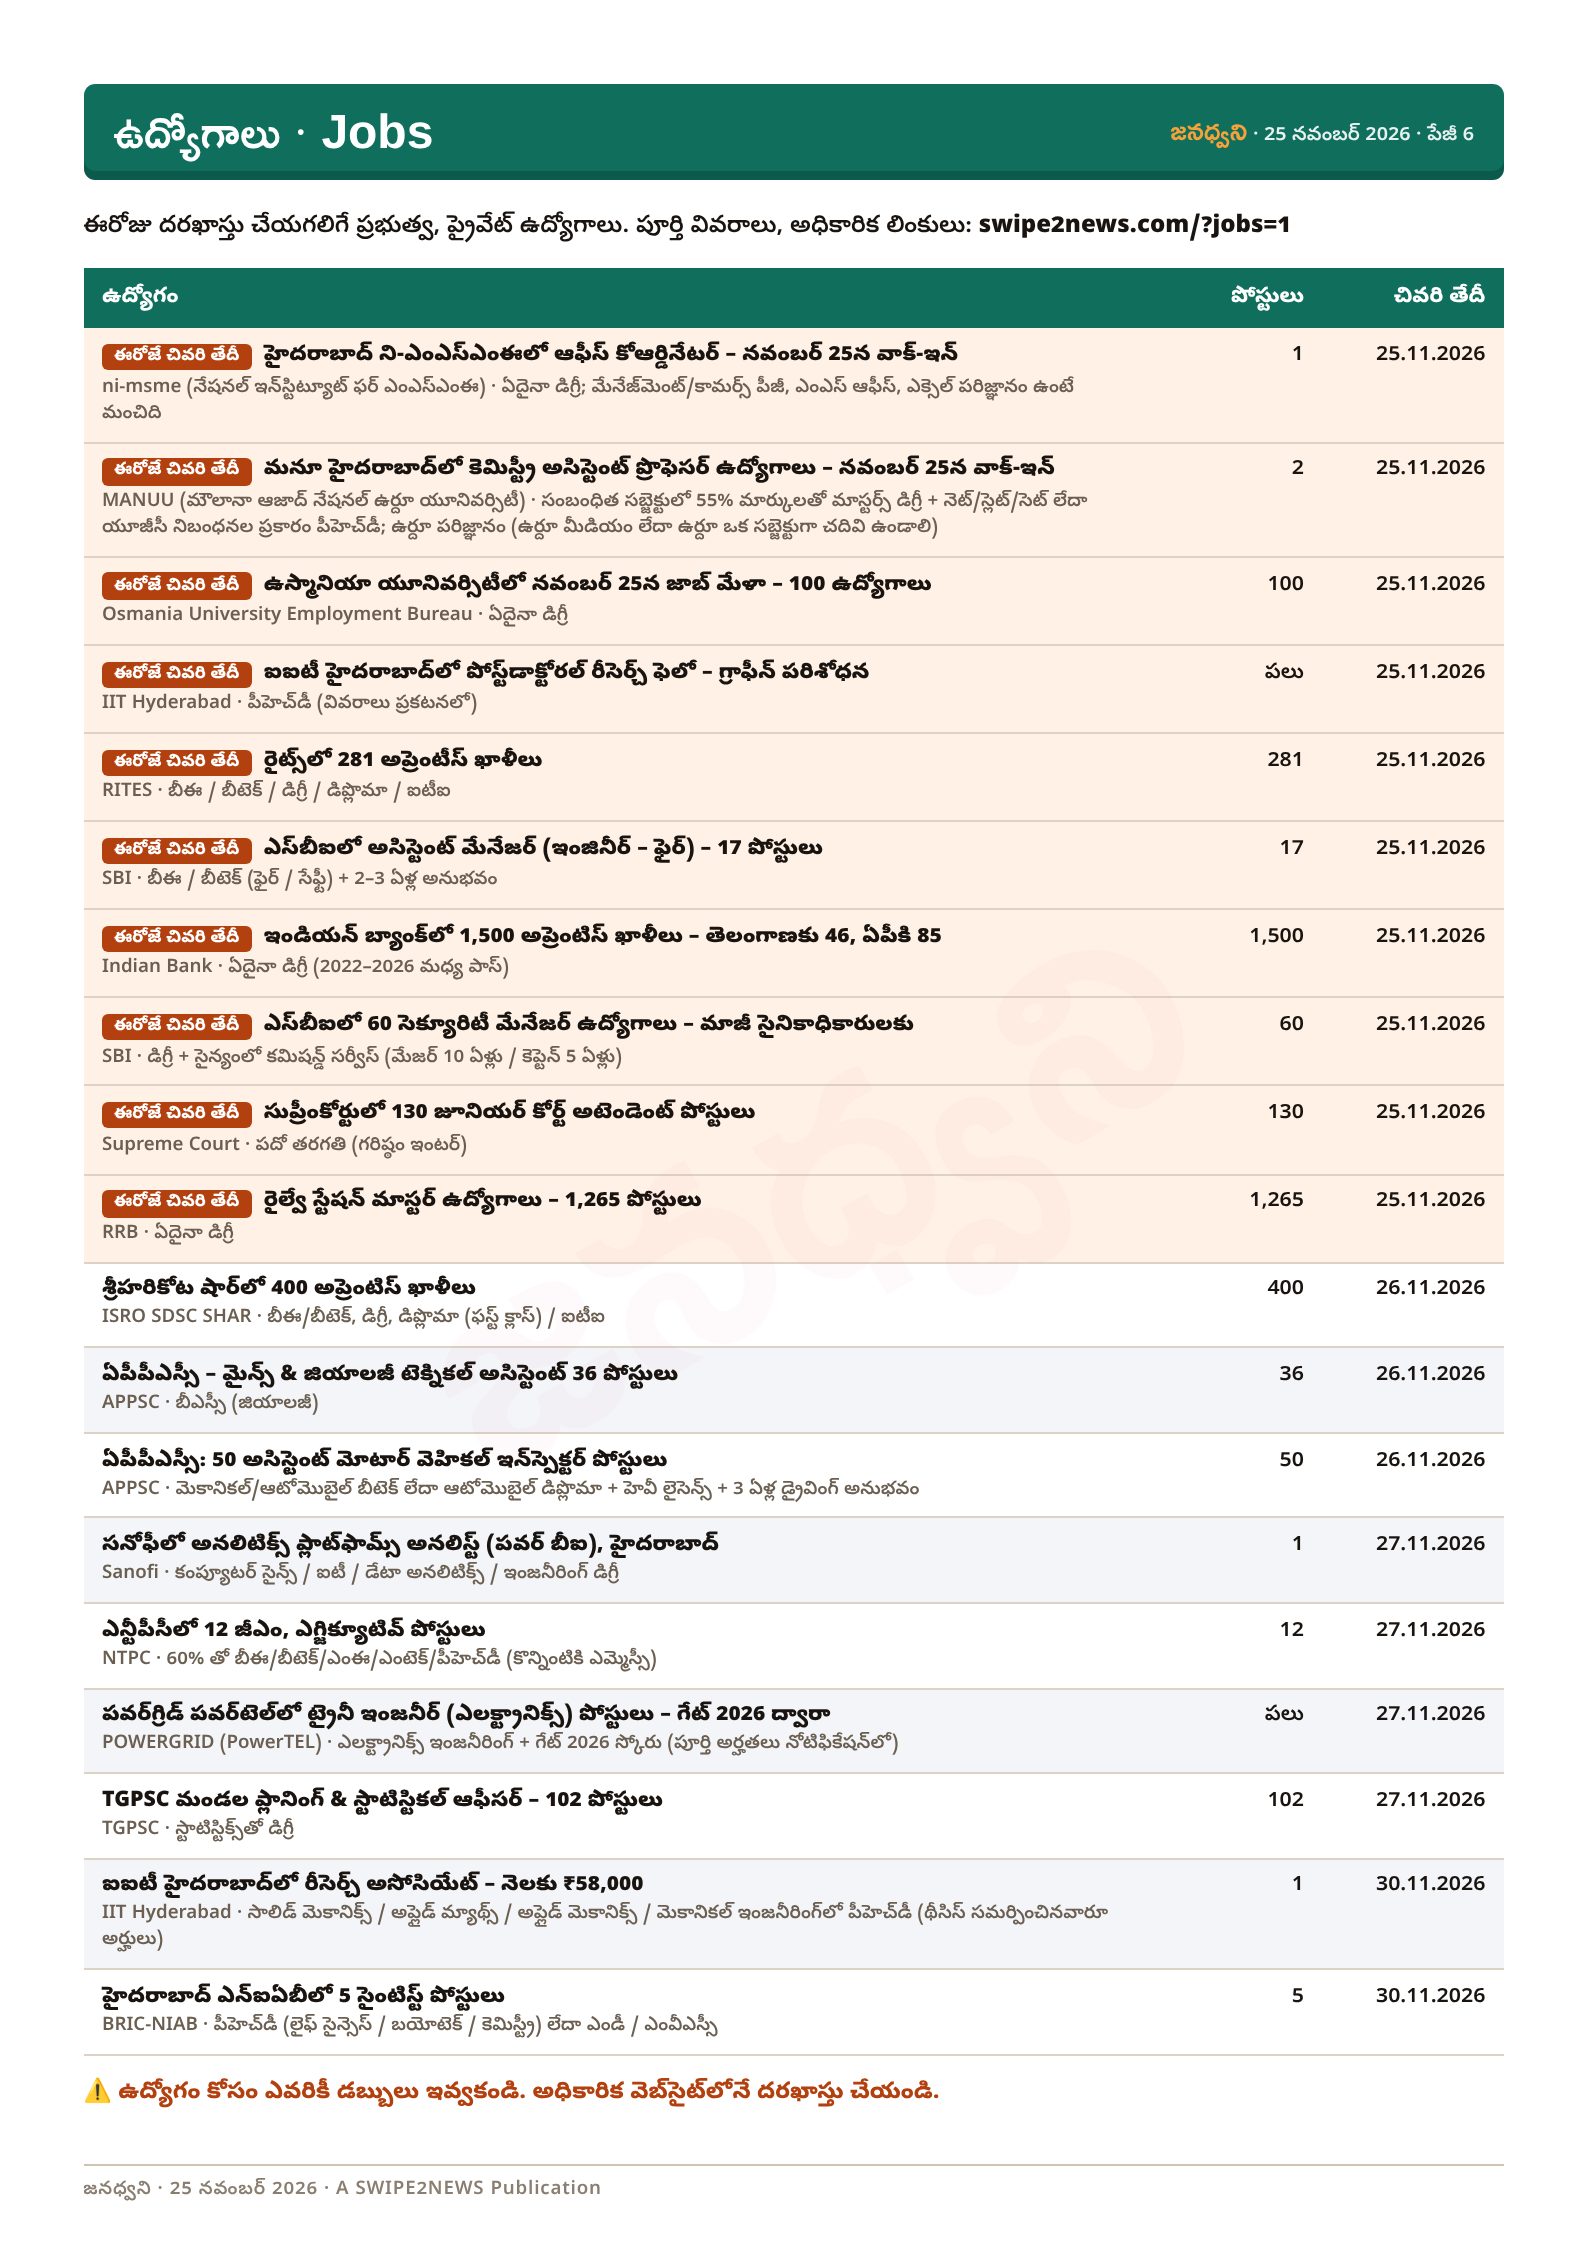 ఉద్యోగాలు · Jobs
జనధ్వని · 25 నవంబర్ 2026 · పేజీ 6
ఈరోజు దరఖాస్తు చేయగలిగే ప్రభుత్వ, ప్రైవేట్ ఉద్యోగాలు. పూర్తి వివరాలు, అధికారిక లింకులు: swipe2news.com/?jobs=1
ఉద్యోగం పోస్టులు చివరి తేదీ
ఈరోజే చివరి తేదీ హైదరాబాద్ ని-ఎంఎస్ఎంఈలో ఆఫీస్ కోఆర్డినేటర్ – నవంబర్ 25న వాక్-ఇన్ 1 25.11.2026
ni-msme (నేషనల్ ఇన్‌స్టిట్యూట్ ఫర్ ఎంఎస్ఎంఈ) · ఏదైనా డిగ్రీ; మేనేజ్‌మెంట్/కామర్స్ పీజీ, ఎంఎస్ ఆఫీస్, ఎక్సెల్ పరిజ్ఞానం ఉంటే
మంచిది
ఈరోజే చివరి తేదీ మనూ హైదరాబాద్‌లో కెమిస్ట్రీ అసిస్టెంట్ ప్రొఫెసర్ ఉద్యోగాలు – నవంబర్ 25న వాక్-ఇన్ 2 25.11.2026
MANUU (మౌలానా ఆజాద్ నేషనల్ ఉర్దూ యూనివర్సిటీ) · సంబంధిత సబ్జెక్టులో 55% మార్కులతో మాస్టర్స్ డిగ్రీ + నెట్/స్లెట్/సెట్ లేదా
యూజీసీ నిబంధనల ప్రకారం పీహెచ్‌డీ; ఉర్దూ పరిజ్ఞానం (ఉర్దూ మీడియం లేదా ఉర్దూ ఒక సబ్జెక్టుగా చదివి ఉండాలి)
ఈరోజే చివరి తేదీ ఉస్మానియా యూనివర్సిటీలో నవంబర్ 25న జాబ్ మేళా – 100 ఉద్యోగాలు 100 25.11.2026
Osmania University Employment Bureau · ఏదైనా డిగ్రీ
ఈరోజే చివరి తేదీ ఐఐటీ హైదరాబాద్‌లో పోస్ట్‌డాక్టోరల్ రీసెర్చ్ ఫెలో – గ్రాఫీన్ పరిశోధన పలు 25.11.2026
IIT Hyderabad · పీహెచ్‌డీ (వివరాలు ప్రకటనలో)
ఈరోజే చివరి తేదీ రైట్స్‌లో 281 అప్రెంటీస్ ఖాళీలు 281 25.11.2026
RITES · బీఈ / బీటెక్ / డిగ్రీ / డిప్లొమా / ఐటీఐ
ఈరోజే చివరి తేదీ ఎస్‌బీఐలో అసిస్టెంట్ మేనేజర్ (ఇంజినీర్ – ఫైర్) – 17 పోస్టులు 17 25.11.2026
SBI · బీఈ / బీటెక్ (ఫైర్ / సేఫ్టీ) + 2–3 ఏళ్ల అనుభవం
ఈరోజే చివరి తేదీ ఇండియన్ బ్యాంక్‌లో 1,500 అప్రెంటిస్ ఖాళీలు – తెలంగాణకు 46, ఏపీకి 85 1,500 25.11.2026
Indian Bank · ఏదైనా డిగ్రీ (2022–2026 మధ్య పాస్)
ఈరోజే చివరి తేదీ ఎస్‌బీఐలో 60 సెక్యూరిటీ మేనేజర్ ఉద్యోగాలు – మాజీ సైనికాధికారులకు 60 25.11.2026
SBI · డిగ్రీ + సైన్యంలో కమిషన్డ్ సర్వీస్ (మేజర్ 10 ఏళ్లు / కెప్టెన్ 5 ఏళ్లు)
ఈరోజే చివరి తేదీ సుప్రీంకోర్టులో 130 జూనియర్ కోర్ట్ అటెండెంట్ పోస్టులు 130 25.11.2026
Supreme Court · పదో తరగతి (గరిష్ఠం ఇంటర్)
ఈరోజే చివరి తేదీ రైల్వే స్టేషన్ మాస్టర్ ఉద్యోగాలు – 1,265 పోస్టులు 1,265 25.11.2026
RRB · ఏదైనా డిగ్రీ
శ్రీహరికోట షార్‌లో 400 అప్రెంటిస్ ఖాళీలు 400 26.11.2026
ISRO SDSC SHAR · బీఈ/బీటెక్, డిగ్రీ, డిప్లొమా (ఫస్ట్ క్లాస్) / ఐటీఐ
ఏపీపీఎస్సీ – మైన్స్ & జియాలజీ టెక్నికల్ అసిస్టెంట్ 36 పోస్టులు 36 26.11.2026
APPSC · బీఎస్సీ (జియాలజీ)
ఏపీపీఎస్సీ: 50 అసిస్టెంట్ మోటార్ వెహికల్ ఇన్‌స్పెక్టర్ పోస్టులు 50 26.11.2026
APPSC · మెకానికల్/ఆటోమొబైల్ బీటెక్ లేదా ఆటోమొబైల్ డిప్లొమా + హెవీ లైసెన్స్ + 3 ఏళ్ల డ్రైవింగ్ అనుభవం
సనోఫీలో అనలిటిక్స్ ప్లాట్‌ఫామ్స్ అనలిస్ట్ (పవర్ బీఐ), హైదరాబాద్ 1 27.11.2026
Sanofi · కంప్యూటర్ సైన్స్ / ఐటీ / డేటా అనలిటిక్స్ / ఇంజనీరింగ్ డిగ్రీ
ఎన్టీపీసీలో 12 జీఎం, ఎగ్జిక్యూటివ్ పోస్టులు 12 27.11.2026
NTPC · 60% తో బీఈ/బీటెక్/ఎంఈ/ఎంటెక్/పీహెచ్‌డీ (కొన్నింటికి ఎమ్మెస్సీ)
పవర్‌గ్రిడ్ పవర్‌టెల్‌లో ట్రైనీ ఇంజనీర్ (ఎలక్ట్రానిక్స్) పోస్టులు – గేట్ 2026 ద్వారా పలు 27.11.2026
POWERGRID (PowerTEL) · ఎలక్ట్రానిక్స్ ఇంజనీరింగ్ + గేట్ 2026 స్కోరు (పూర్తి అర్హతలు నోటిఫికేషన్‌లో)
TGPSC మండల ప్లానింగ్ & స్టాటిస్టికల్ ఆఫీసర్ – 102 పోస్టులు 102 27.11.2026
TGPSC · స్టాటిస్టిక్స్‌తో డిగ్రీ
ఐఐటీ హైదరాబాద్‌లో రీసెర్చ్ అసోసియేట్ – నెలకు ₹58,000 1 30.11.2026
IIT Hyderabad · సాలిడ్ మెకానిక్స్ / అప్లైడ్ మ్యాథ్స్ / అప్లైడ్ మెకానిక్స్ / మెకానికల్ ఇంజనీరింగ్‌లో పీహెచ్‌డీ (థీసిస్ సమర్పించినవారూ
అర్హులు)
హైదరాబాద్ ఎన్ఐఏబీలో 5 సైంటిస్ట్ పోస్టులు 5 30.11.2026
BRIC-NIAB · పీహెచ్‌డీ (లైఫ్ సైన్సెస్ / బయోటెక్ / కెమిస్ట్రీ) లేదా ఎండీ / ఎంవీఎస్సీ
⚠️ ఉద్యోగం కోసం ఎవరికీ డబ్బులు ఇవ్వకండి. అధికారిక వెబ్‌సైట్‌లోనే దరఖాస్తు చేయండి.
జనధ్వని
జనధ్వని · 25 నవంబర్ 2026 · A SWIPE2NEWS Publication